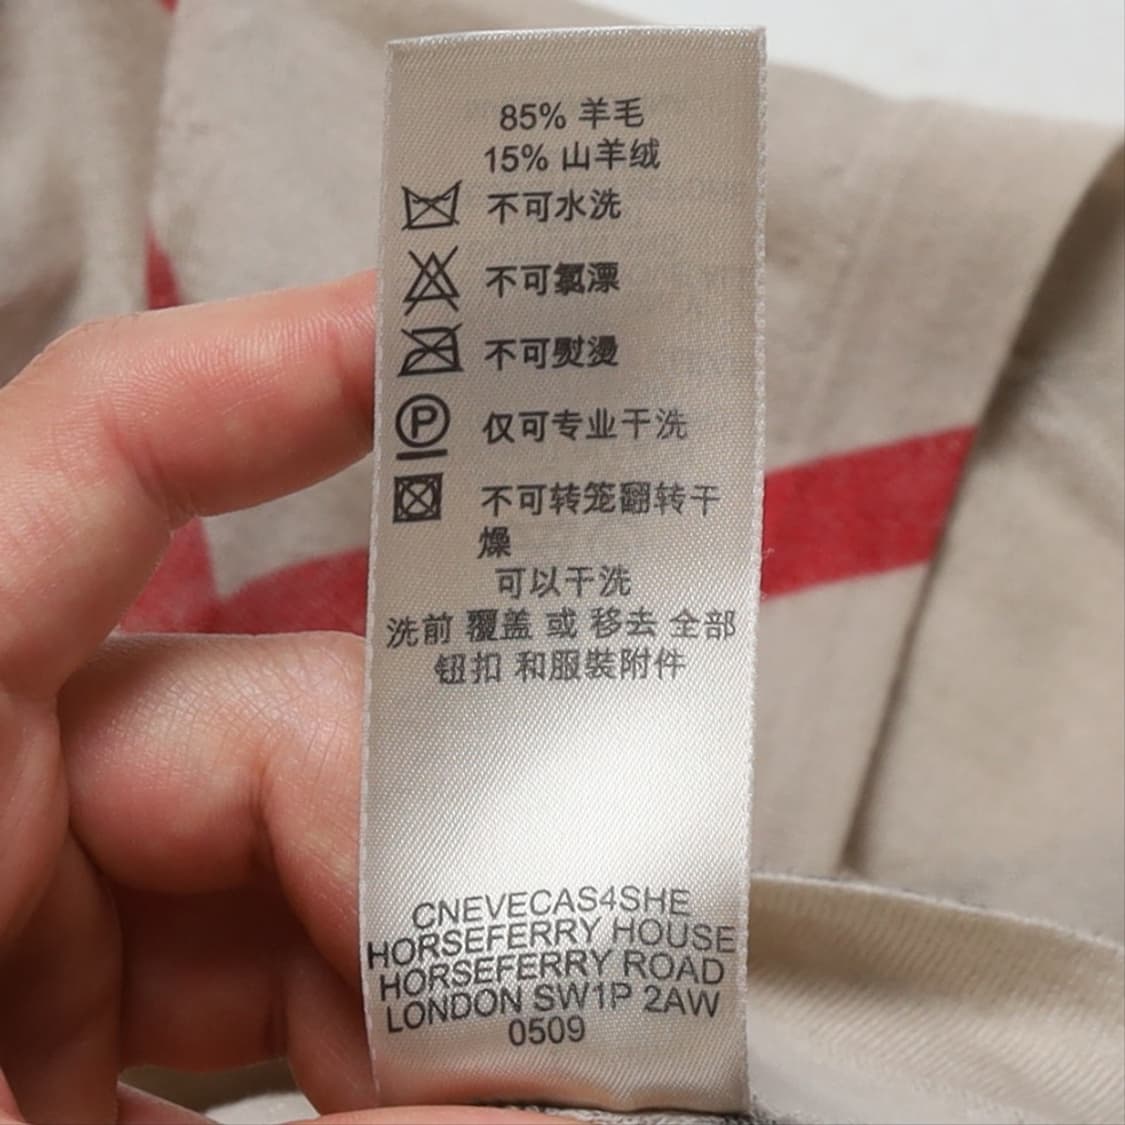 85% 羊毛
15% 山羊绒
不可水洗
不可氯漂
不可熨烫
P 仅可专业干洗
不可转笼翻转干
燥
可以干洗
洗前 覆盖 或 移去 全部
钮扣 和服裝附件
CNEVECAS4SHE
HORSEFERRY HOUSE
HORSEFERRY ROAD
LONDON SW1P 2AW
0509